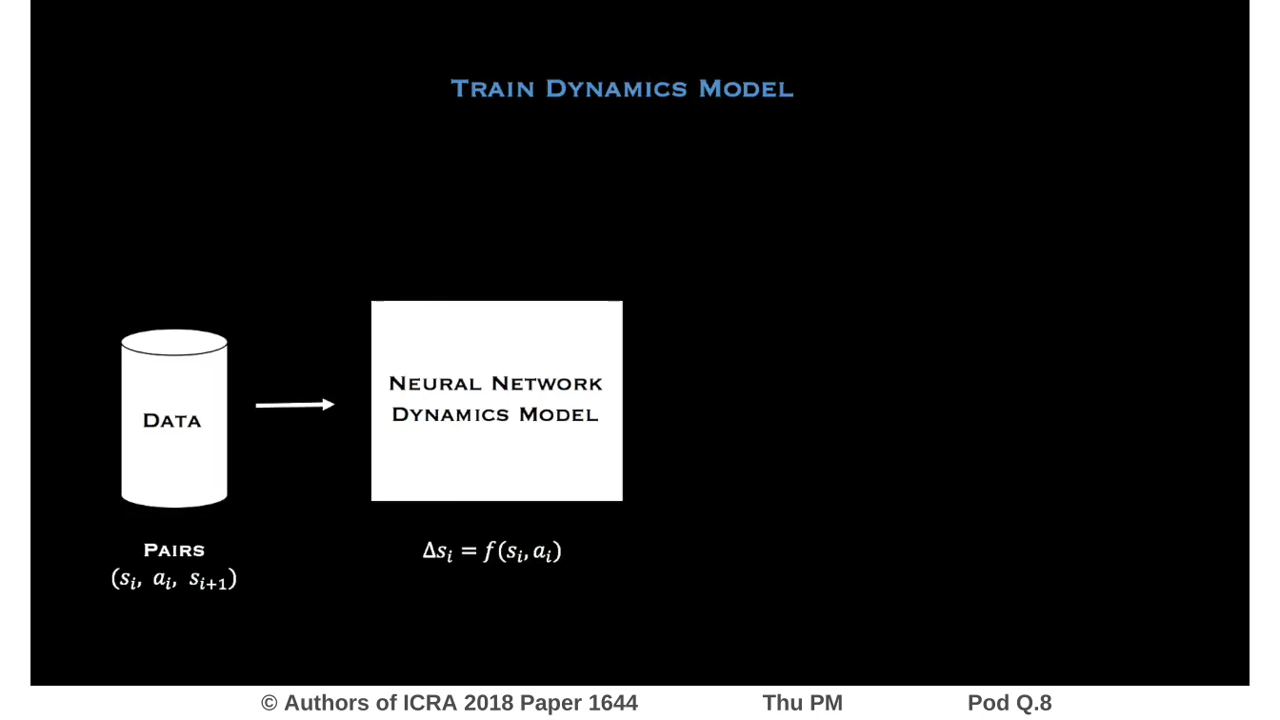 TRAIN DYNAMICS MODEL
DATA
NEURAL NETWORK
DYNAMICS MODEL
PAIRS
(sᵢ, aᵢ, sᵢ₊₁)
Δsᵢ = f(sᵢ, aᵢ)
© Authors of ICRA 2018 Paper 1644 Thu PM Pod Q.8